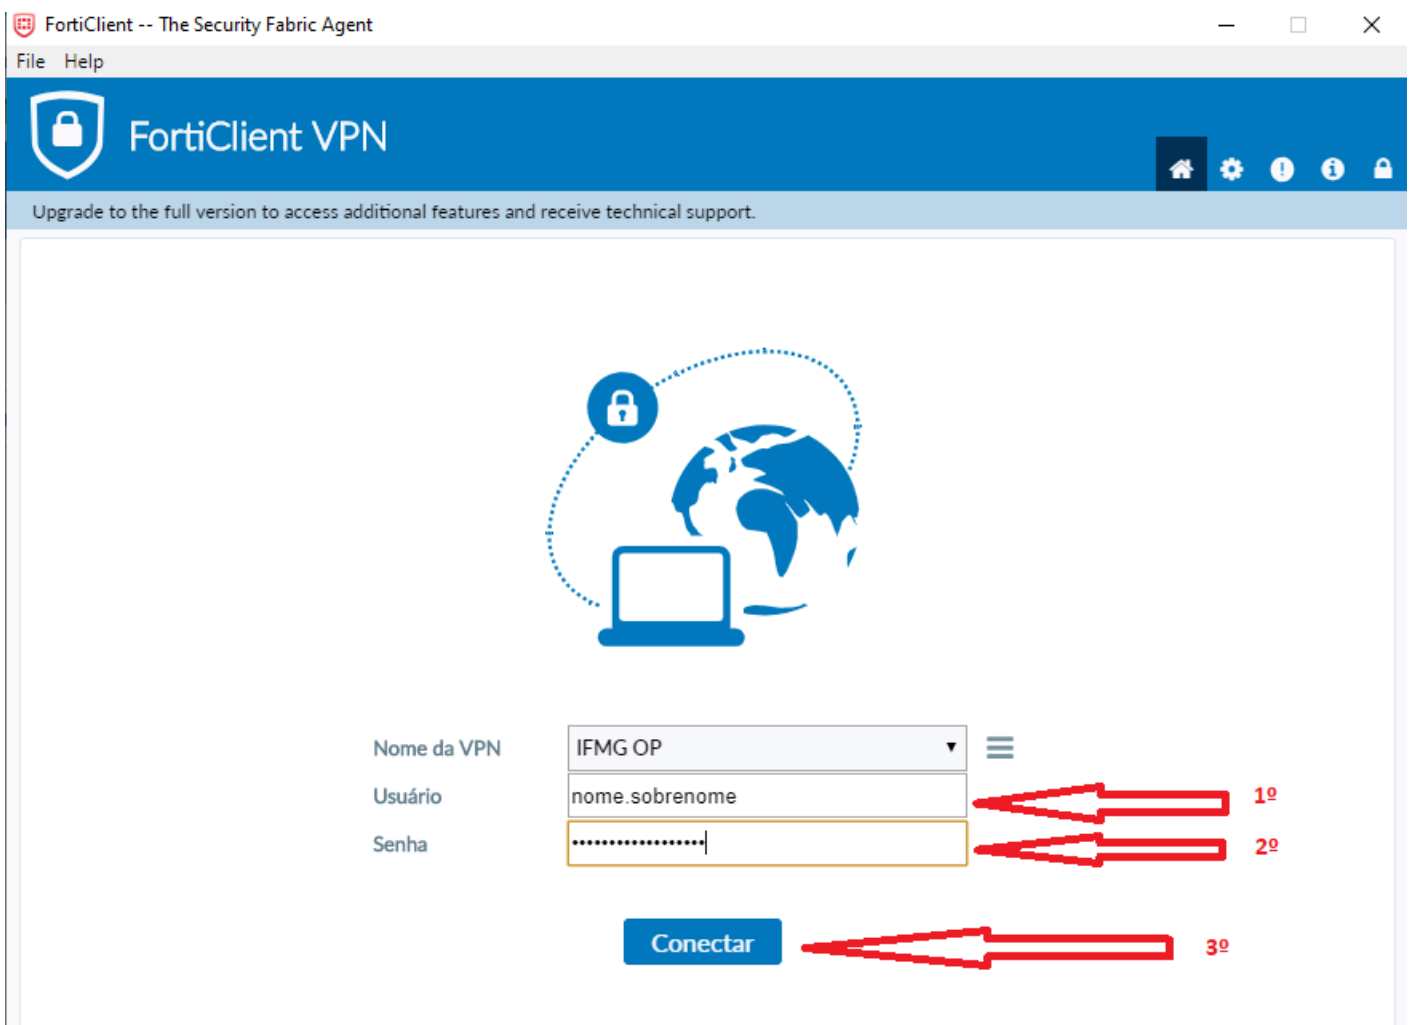 FortiClient -- The Security Fabric Agent
File Help
FortiClient VPN
Upgrade to the full version to access additional features and receive technical support.
Nome da VPN IFMG OP
Usuário nome.sobrenome 1º
Senha •••••••••••••••••• 2º
Conectar 3º